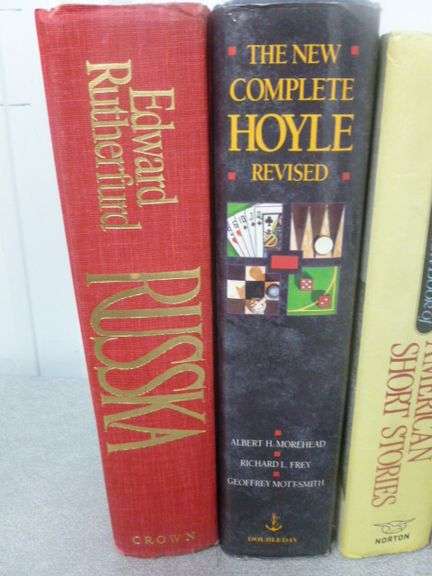 Edward
Rutherfurd
RUSSKA
CROWN
THE NEW
COMPLETE
HOYLE
REVISED
ALBERT H. MOREHEAD
RICHARD L. FREY
GEOFFREY MOTT-SMITH
DOUBLEDAY
AMERICAN
SHORT STORIES
NORTON